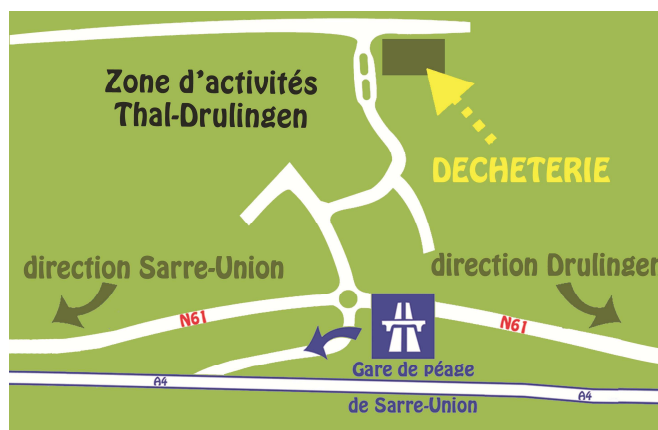 Zone d'activités
Thal-Drulingen
DECHETERIE
direction Sarre-Union
direction Drulingen
N61
N61
Gare de péage
A4
de Sarre-Union
A4